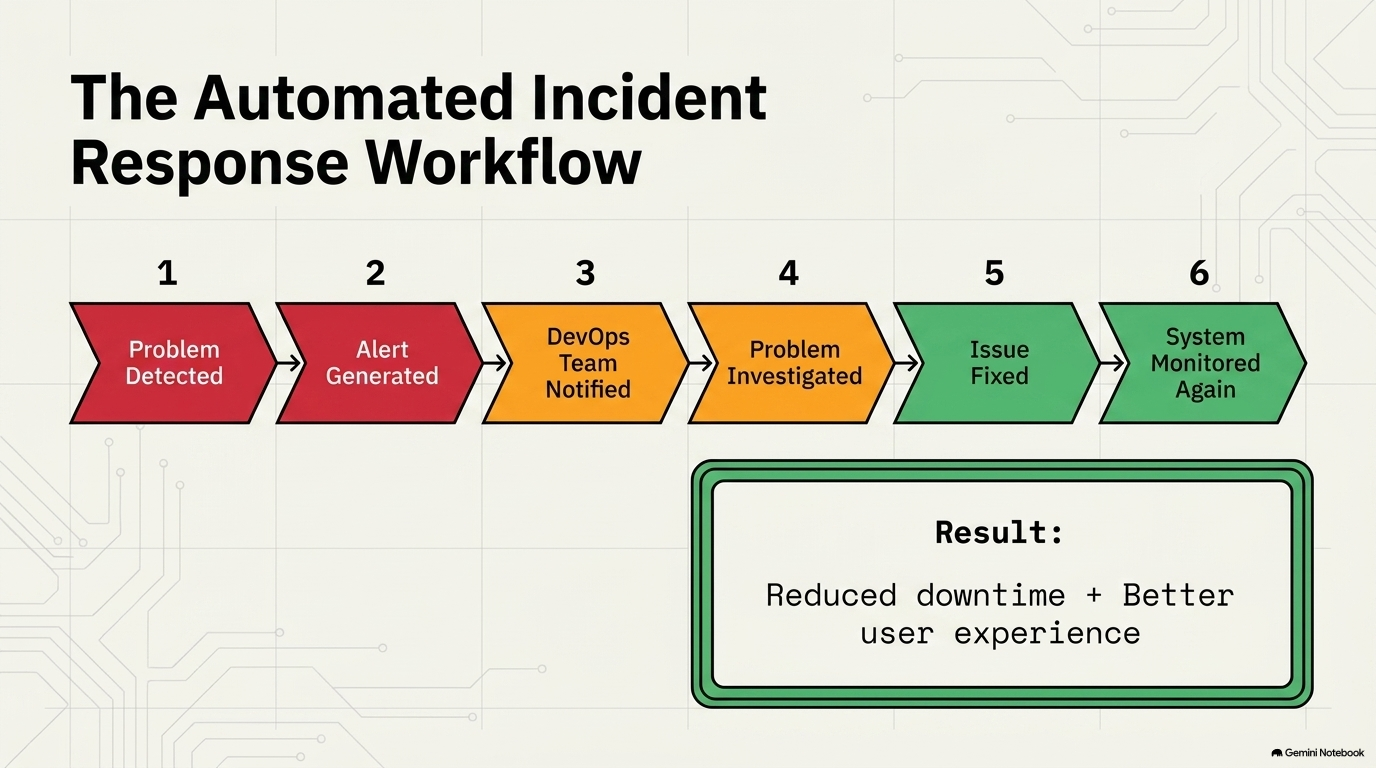 The Automated Incident
Response Workflow
1
2
3
4
5
6
Problem
Detected
Alert
Generated
DevOps
Team
Notified
Problem
Investigated
Issue
Fixed
System
Monitored
Again
Result:
Reduced downtime + Better
user experience
Gemini Notebook